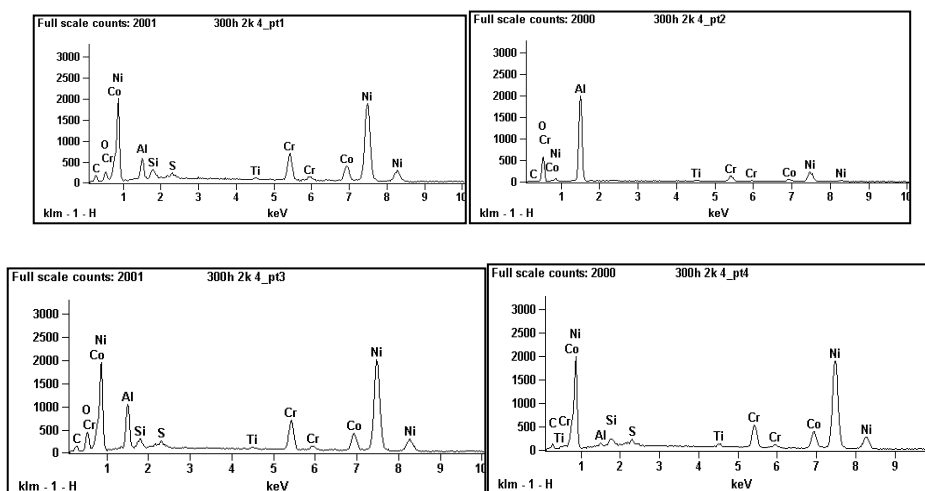 Full scale counts: 2001 300h 2k 4_pt1
3000
2500
2000
1500
1000
500
0
Ni
Co
O
Cr
C
Al
Si
S
Ti
Cr
Cr
Co
Ni
Ni
1 2 3 4 5 6 7 8 9 10
klm - 1 - H keV
Full scale counts: 2000 300h 2k 4_pt2
3000
2500
2000
1500
1000
500
0
Al
O
Cr
Ni
C Co
Ti
Cr
Cr
Co
Ni
Ni
1 2 3 4 5 6 7 8 9 10
klm - 1 - H keV
Full scale counts: 2001 300h 2k 4_pt3
3000
2500
2000
1500
1000
500
0
Ni
Co
O
Cr
C
Al
Si
S
Ti
Cr
Cr
Co
Ni
Ni
1 2 3 4 5 6 7 8 9 10
klm - 1 - H keV
Full scale counts: 2000 300h 2k 4_pt4
3000
2500
2000
1500
1000
500
0
Ni
Co
C Cr
Ti
Al
Si
S
Ti
Cr
Cr
Co
Ni
Ni
1 2 3 4 5 6 7 8 9
klm - 1 - H keV